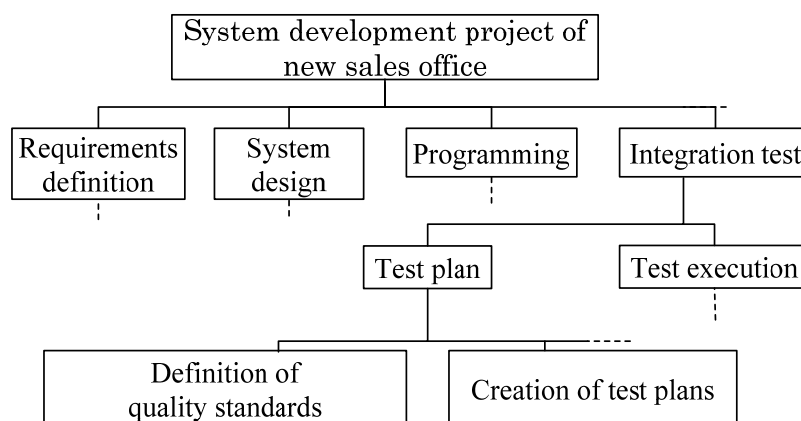 System development project of
new sales office
Requirements
definition
System
design
Programming
Integration test
Test plan
Test execution
Definition of
quality standards
Creation of test plans